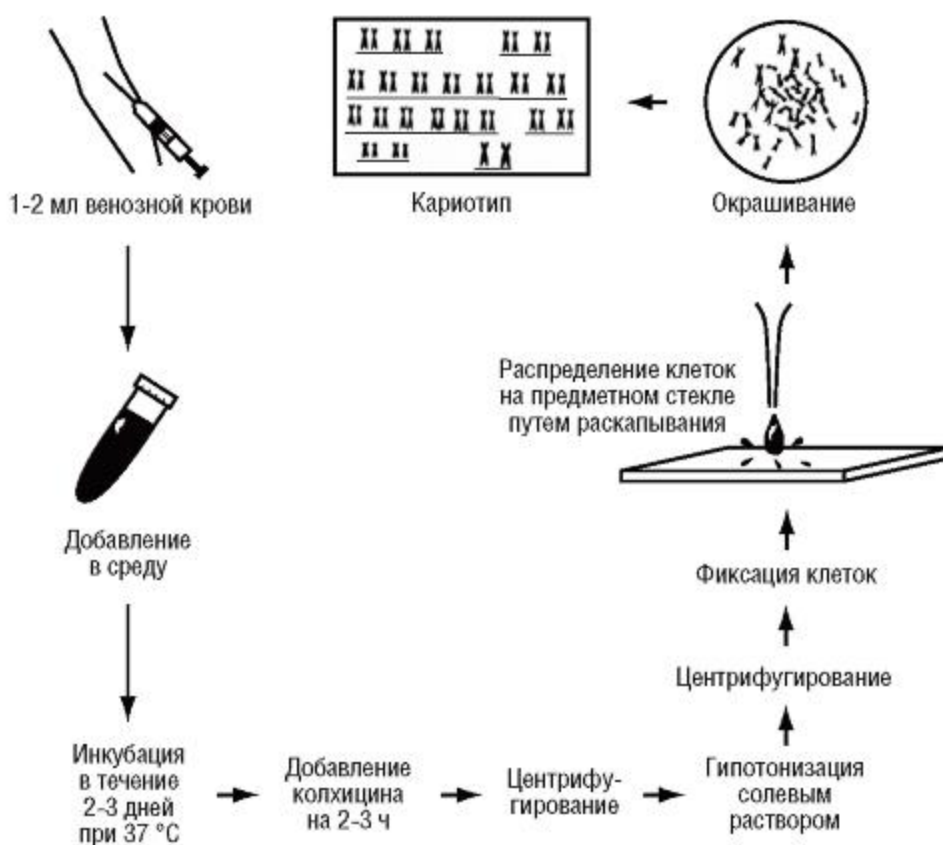 1-2 мл венозной крови
Добавление
в среду
Инкубация
в течение
2-3 дней
при 37 °C
Добавление
колхицина
на 2-3 ч
Центрифу-
гирование
Гипотонизация
солевым
раствором
Центрифугирование
Фиксация клеток
Распределение клеток
на предметном стекле
путем раскапывания
Окрашивание
Кариотип